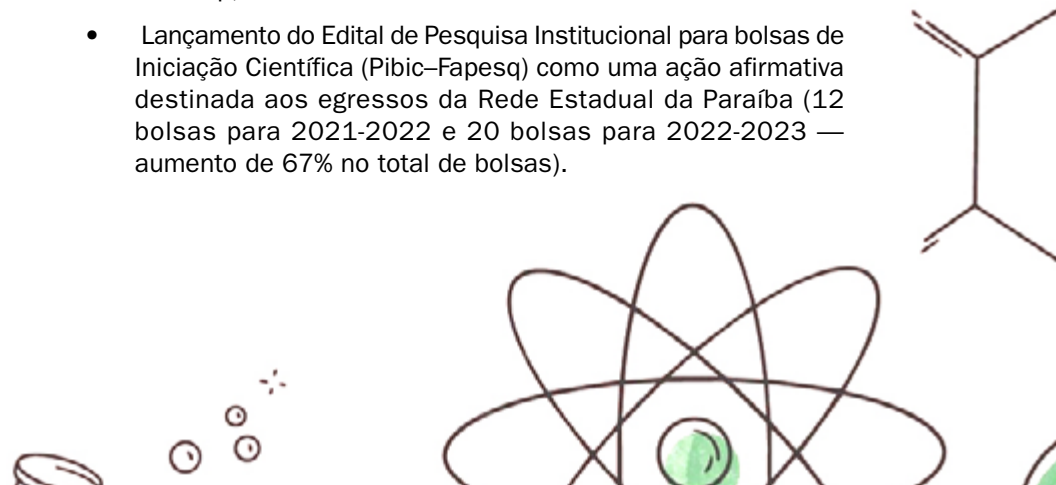 • Lançamento do Edital de Pesquisa Institucional para bolsas de
Iniciação Científica (Pibic–Fapesq) como uma ação afirmativa
destinada aos egressos da Rede Estadual da Paraíba (12
bolsas para 2021-2022 e 20 bolsas para 2022-2023 —
aumento de 67% no total de bolsas).